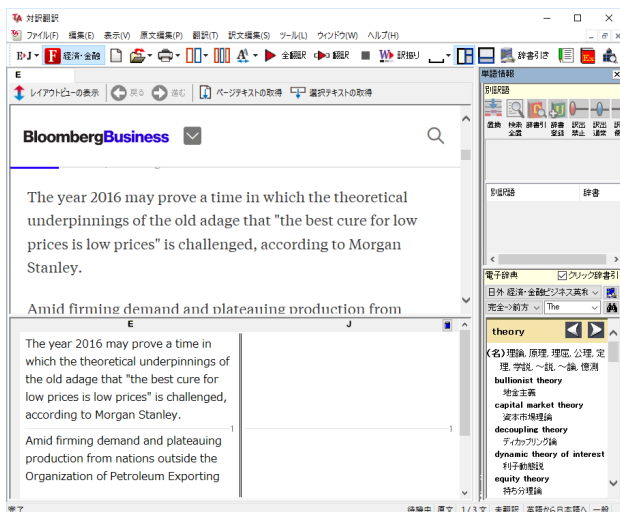 対訳翻訳
ファイル(F) 編集(E) 表示(V) 原文編集(P) 翻訳(T) 訳文編集(S) ツール(L) ウィンドウ(W) ヘルプ(H)
E›J 経済・金融 全翻訳 翻訳 訳振り 辞書引き
E
レイアウトビューの表示 戻る 進む ページテキストの取得 選択テキストの取得
BloombergBusiness
The year 2016 may prove a time in which the theoretical
underpinnings of the old adage that "the best cure for low
prices is low prices" is challenged, according to Morgan
Stanley.
Amid firming demand and plateauing production from
E J
The year 2016 may prove a time in
which the theoretical underpinnings of
the old adage that "the best cure for
low prices is low prices" is challenged,
according to Morgan Stanley.
1 1
Amid firming demand and plateauing
production from nations outside the
Organization of Petroleum Exporting
単語情報
別訳語
置換 検索全置 辞書引 辞書登録 訳出禁止 訳出通常
別訳語 辞書
電子辞典 クリック辞書引
日外 経済・金融ビジネス英和
完全->前方 The
theory
(名)理論, 原理, 理屈, 公理, 定
理, 学説, ～説, ～論, 憶測
bullionist theory
地金主義
capital market theory
資本市場理論
decoupling theory
ディカップリング論
dynamic theory of interest
利子動態説
equity theory
持ち分理論
完了 待機中 原文 1/3文 未翻訳 英語から日本語へ 一般